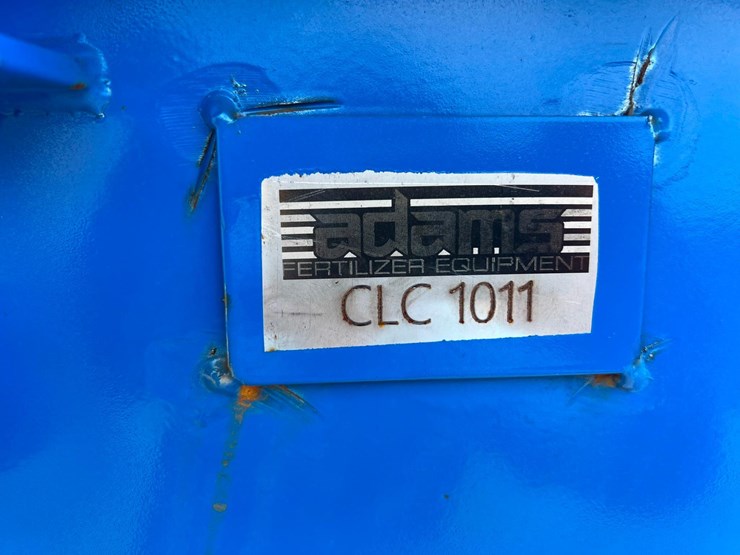 adams
FERTILIZER EQUIPMENT
CLC 1011